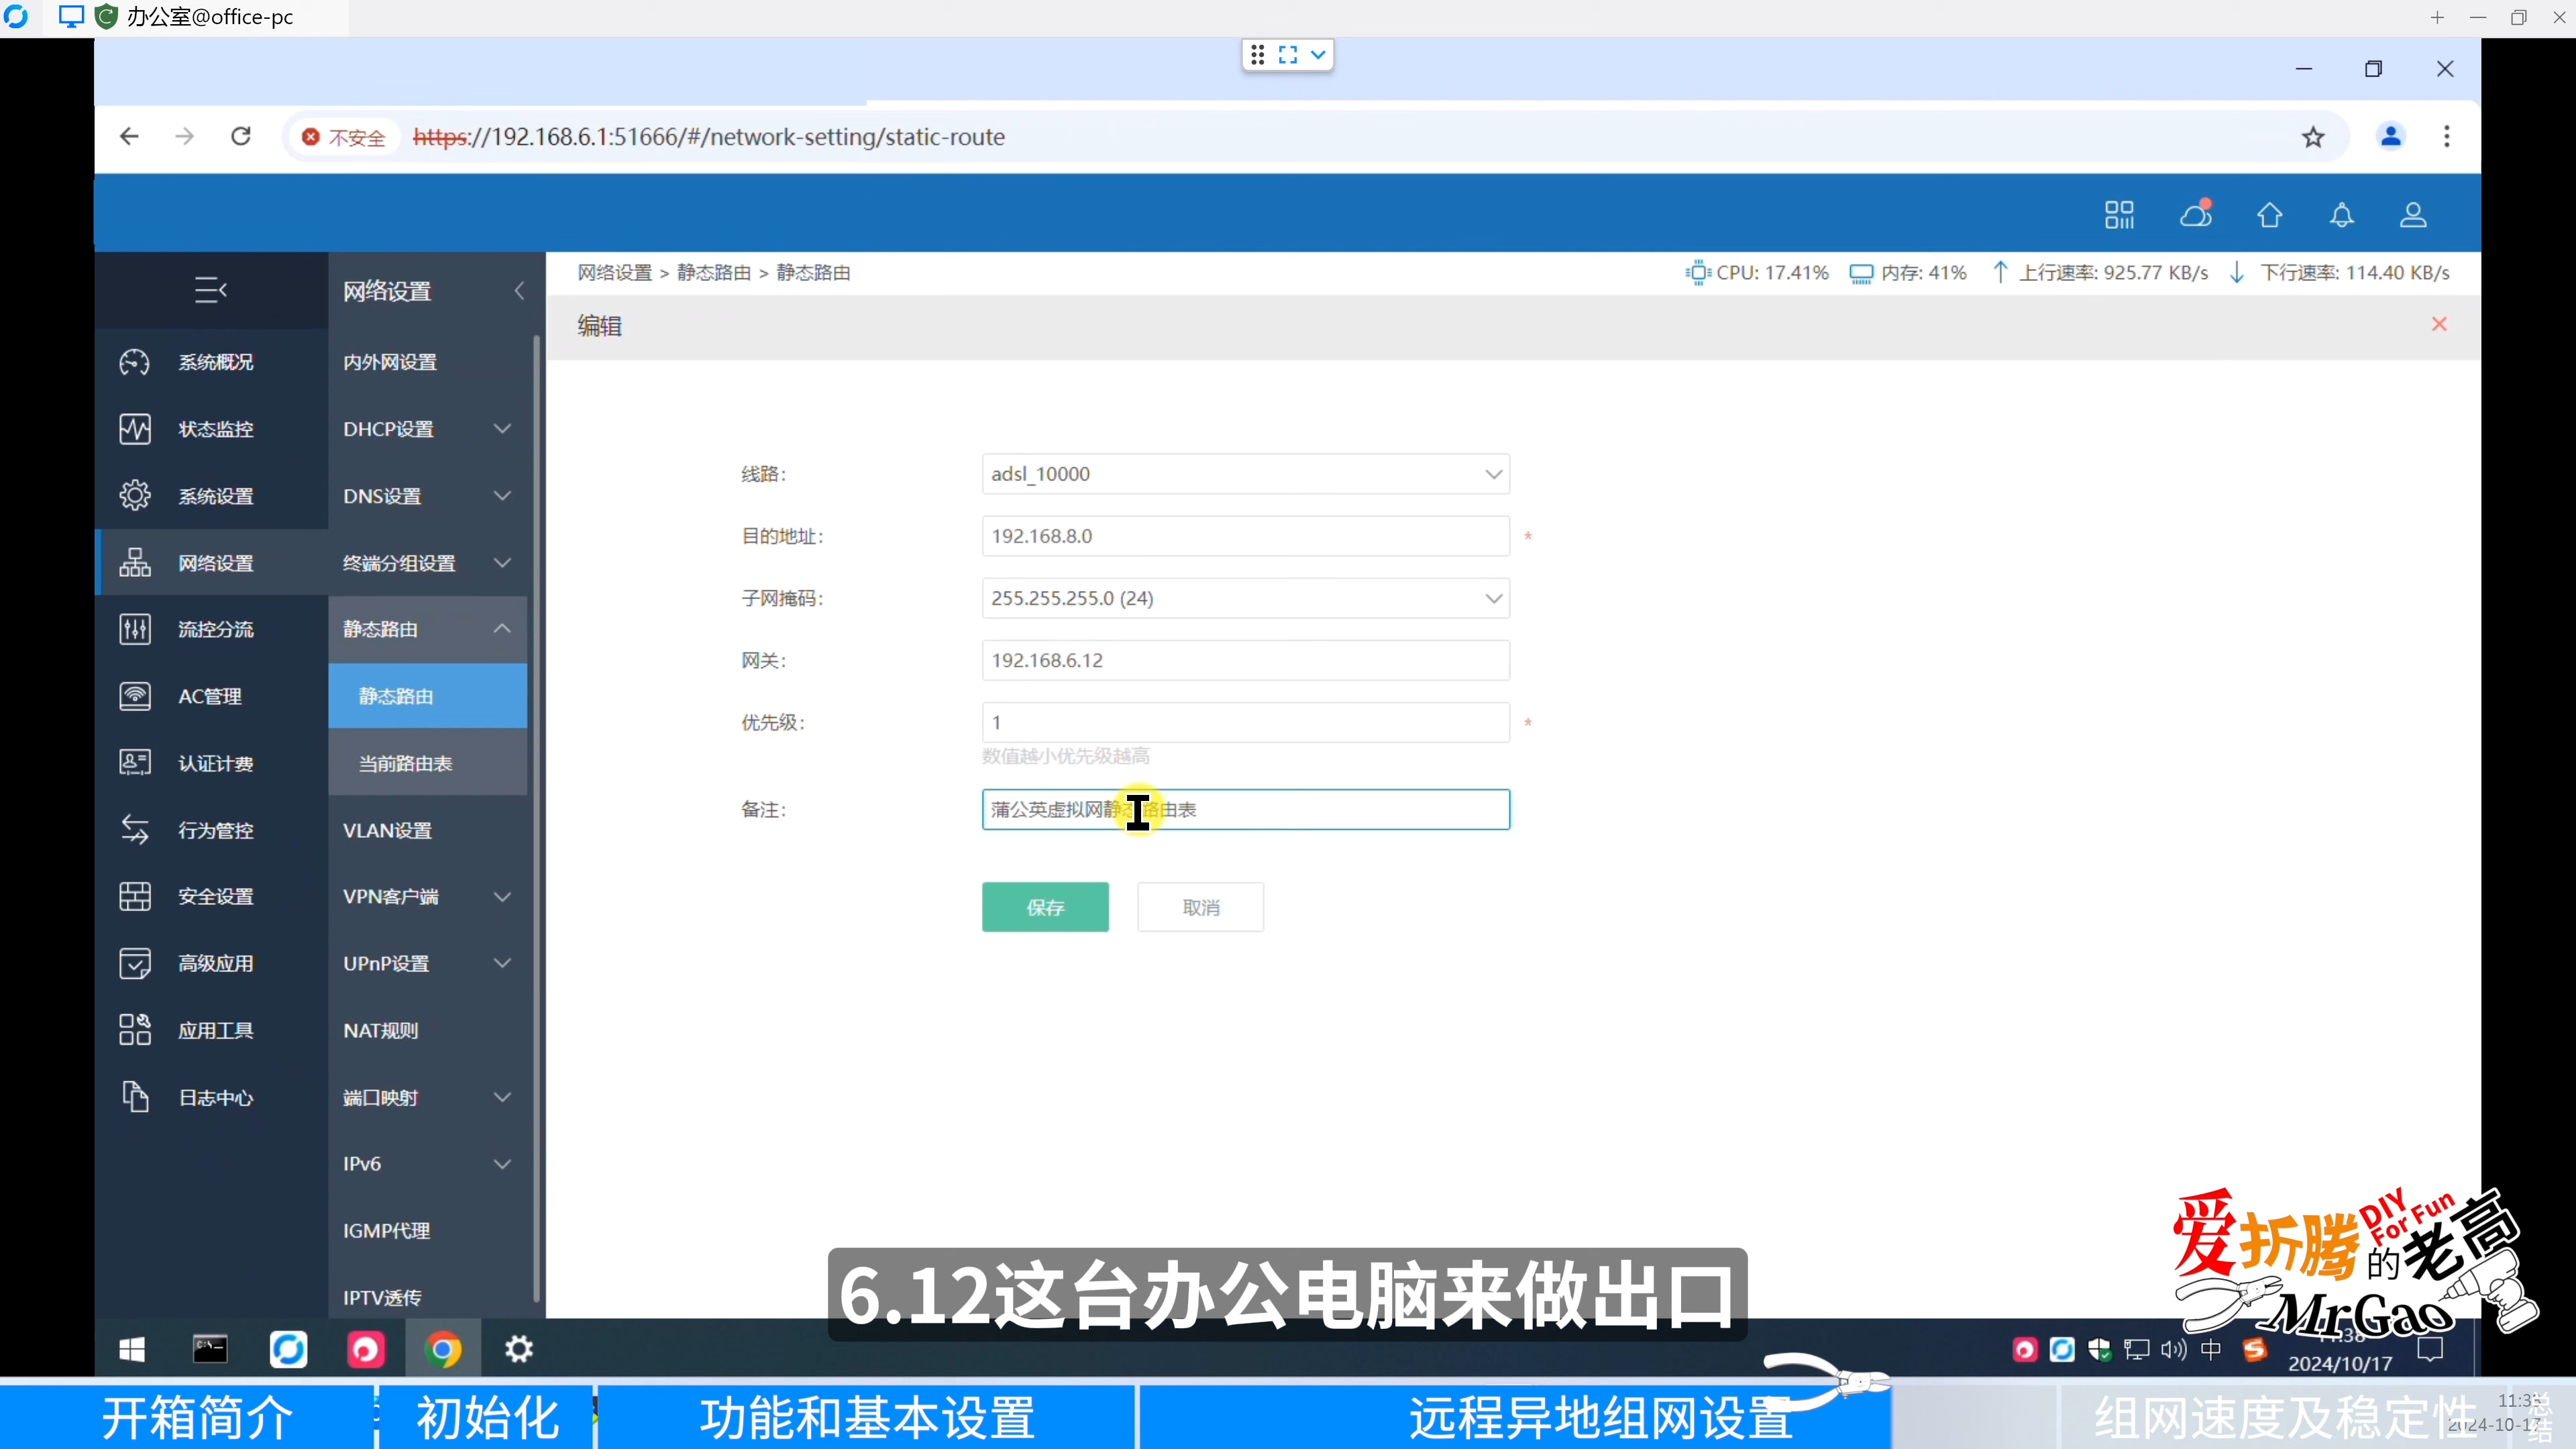 办公室@office-pc
不安全 https://192.168.6.1:51666/#/network-setting/static-route
网络设置 > 静态路由 > 静态路由
CPU: 17.41% 内存: 41% 上行速率: 925.77 KB/s 下行速率: 114.40 KB/s
编辑
系统概况
状态监控
系统设置
网络设置
流控分流
AC管理
认证计费
行为管控
安全设置
高级应用
应用工具
日志中心
网络设置
内外网设置
DHCP设置
DNS设置
终端分组设置
静态路由
静态路由
当前路由表
VLAN设置
VPN客户端
UPnP设置
NAT规则
端口映射
IPv6
IGMP代理
IPTV透传
线路: adsl_10000
目的地址: 192.168.8.0 *
子网掩码: 255.255.255.0 (24)
网关: 192.168.6.12
优先级: 1 *
数值越小优先级越高
备注: 蒲公英虚拟网静态路由表
保存 取消
爱折腾的老高
DIY For Fun
MrGao
6.12这台办公电脑来做出口
中
2024/10/17
开箱简介 初始化 功能和基本设置 远程异地组网设置 组网速度及稳定性 总结